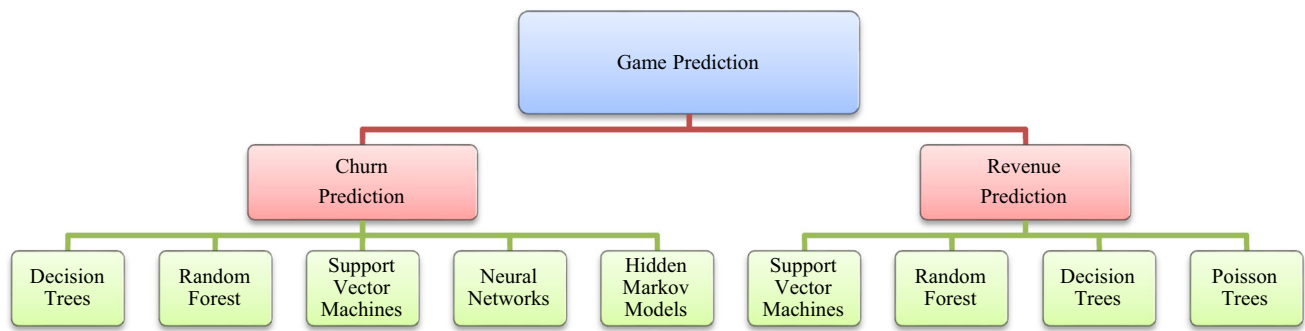 Game Prediction
Churn
Prediction
Revenue
Prediction
Decision
Trees
Random
Forest
Support
Vector
Machines
Neural
Networks
Hidden
Markov
Models
Support
Vector
Machines
Random
Forest
Decision
Trees
Poisson
Trees